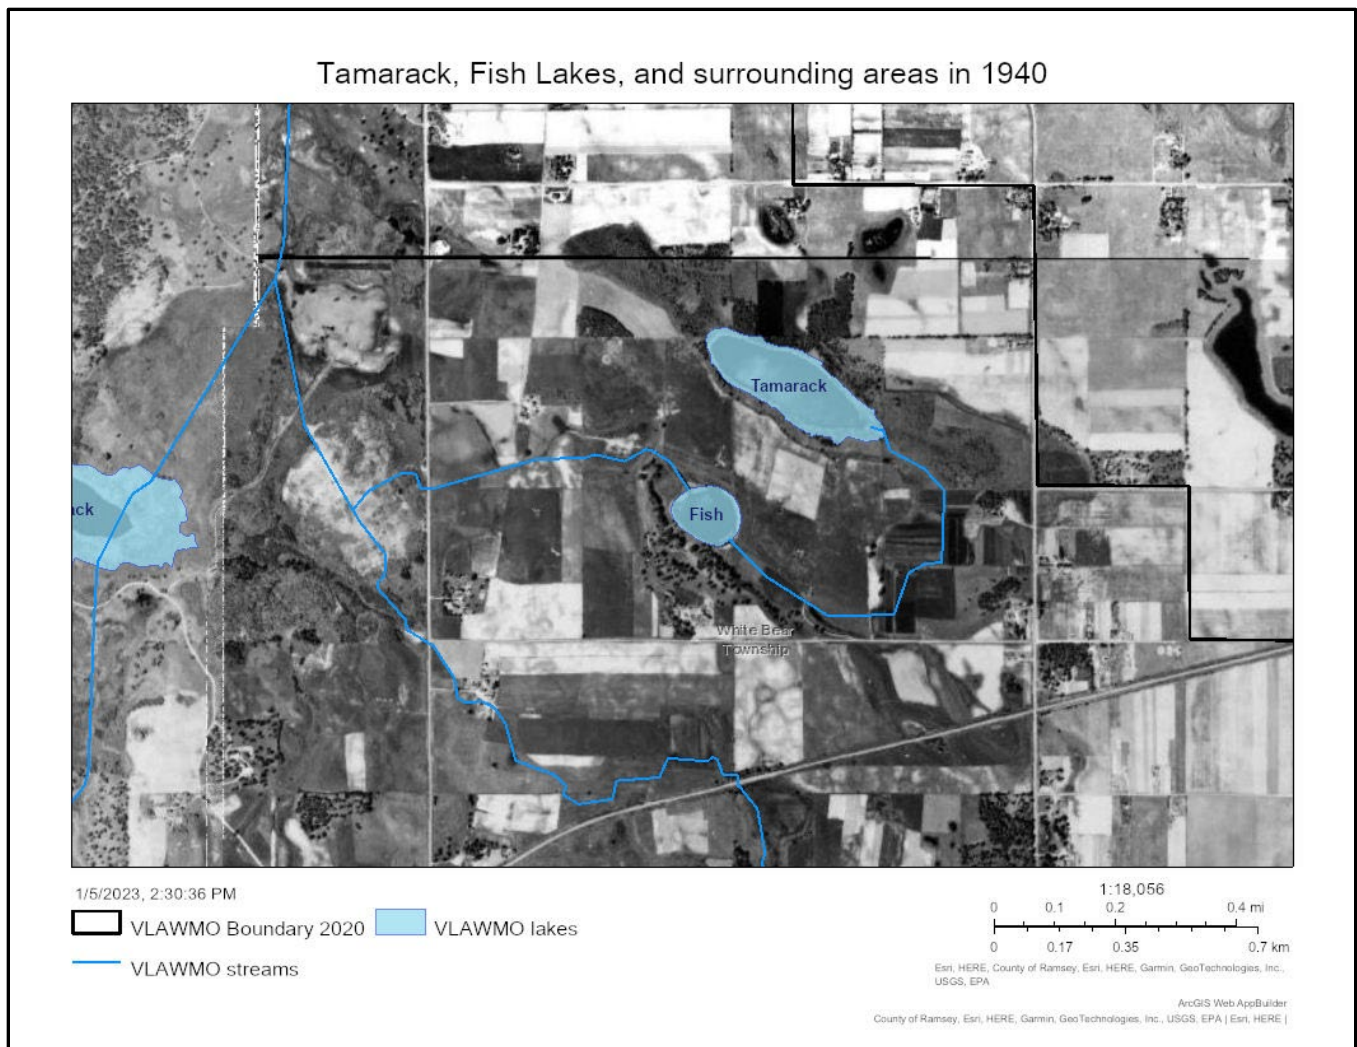 Tamarack, Fish Lakes, and surrounding areas in 1940
Tamarack
ack
Fish
White Bear
Township
1/5/2023, 2:30:36 PM
VLAWMO Boundary 2020
VLAWMO lakes
VLAWMO streams
1:18,056
0 0.1 0.2 0.4 mi
0 0.17 0.35 0.7 km
Esri, HERE, County of Ramsey, Esri, HERE, Garmin, GeoTechnologies, Inc.,
USGS, EPA
ArcGIS Web AppBuilder
County of Ramsey, Esri, HERE, Garmin, GeoTechnologies, Inc., USGS, EPA | Esri, HERE |